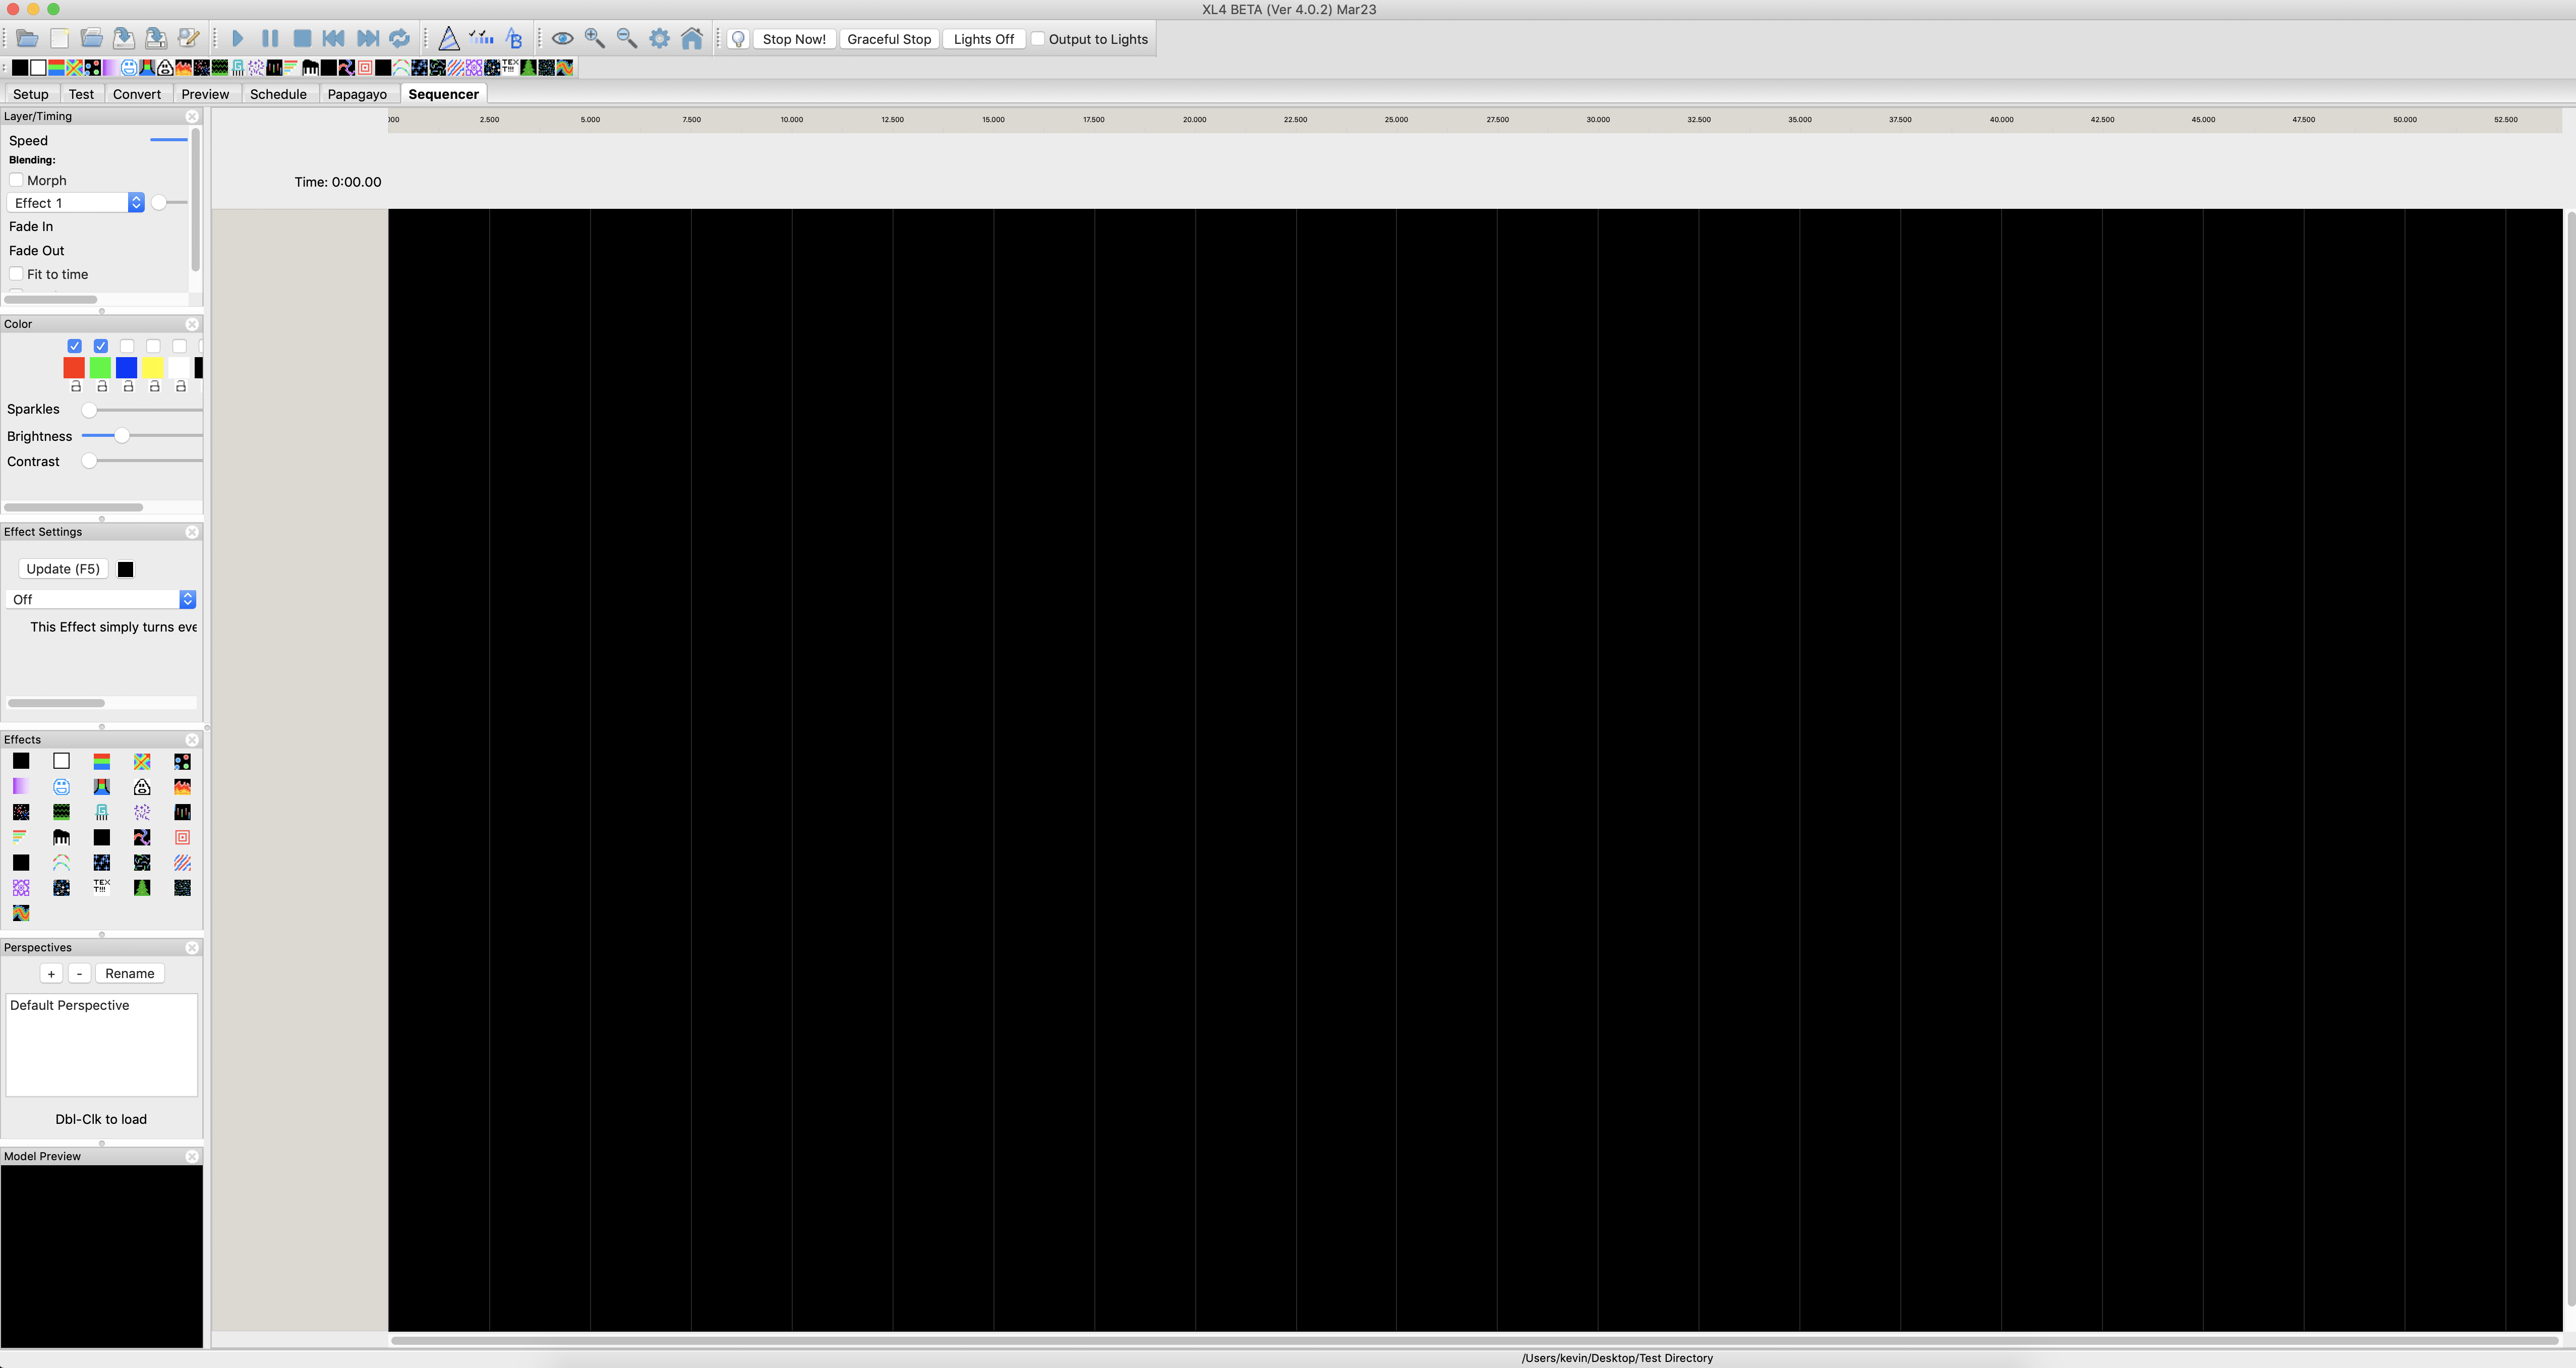 XL4 BETA (Ver 4.0.2) Mar23
Stop Now! Graceful Stop Lights Off Output to Lights
TEXT!!!
Setup Test Convert Preview Schedule Papagayo Sequencer
Layer/Timing
Speed
Blending:
Morph
Effect 1
Fade In
Fade Out
Fit to time
000 2.500 5.000 7.500 10.000 12.500 15.000 17.500 20.000 22.500 25.000 27.500 30.000 32.500 35.000 37.500 40.000 42.500 45.000 47.500 50.000 52.500
Time: 0:00.00
Color
Sparkles
Brightness
Contrast
Effect Settings
Update (F5)
Off
This Effect simply turns eve
Effects
TEX
T!!!
Perspectives
+ - Rename
Default Perspective
Dbl-Clk to load
Model Preview
/Users/kevin/Desktop/Test Directory